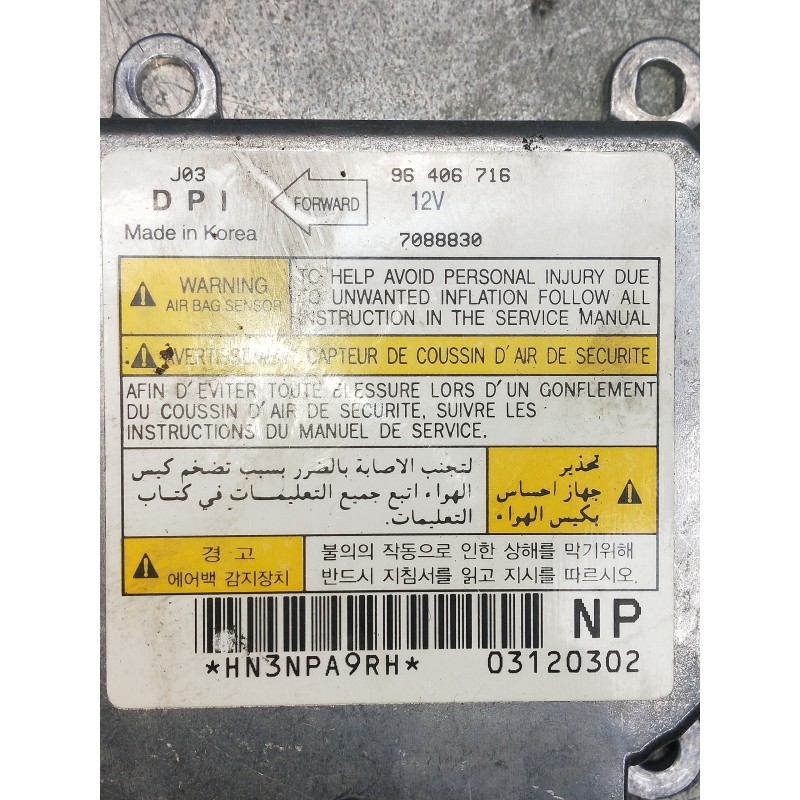 J03 96 406 716
DPI FORWARD 12V
Made in Korea 7088830
WARNING
AIR BAG SENSOR
TO HELP AVOID PERSONAL INJURY DUE
TO UNWANTED INFLATION FOLLOW ALL
INSTRUCTION IN THE SERVICE MANUAL
AVERTISSEMENT CAPTEUR DE COUSSIN D'AIR DE SECURITE
AFIN D'EVITER TOUTE BLESSURE LORS D'UN GONFLEMENT
DU COUSSIN D'AIR DE SECURITE, SUIVRE LES
INSTRUCTIONS DU MANUEL DE SERVICE.
تحذير
جهاز احساس
بكيس الهواء
لتجنب الاصابة بالضرر بسبب تضخم كيس
الهواء اتبع جميع التعليمات في كتاب
التعليمات.
경 고
에어백 감지장치
불의의 작동으로 인한 상해를 막기위해
반드시 지침서를 읽고 지시를 따르시오.
NP
*HN3NPA9RH* 03120302